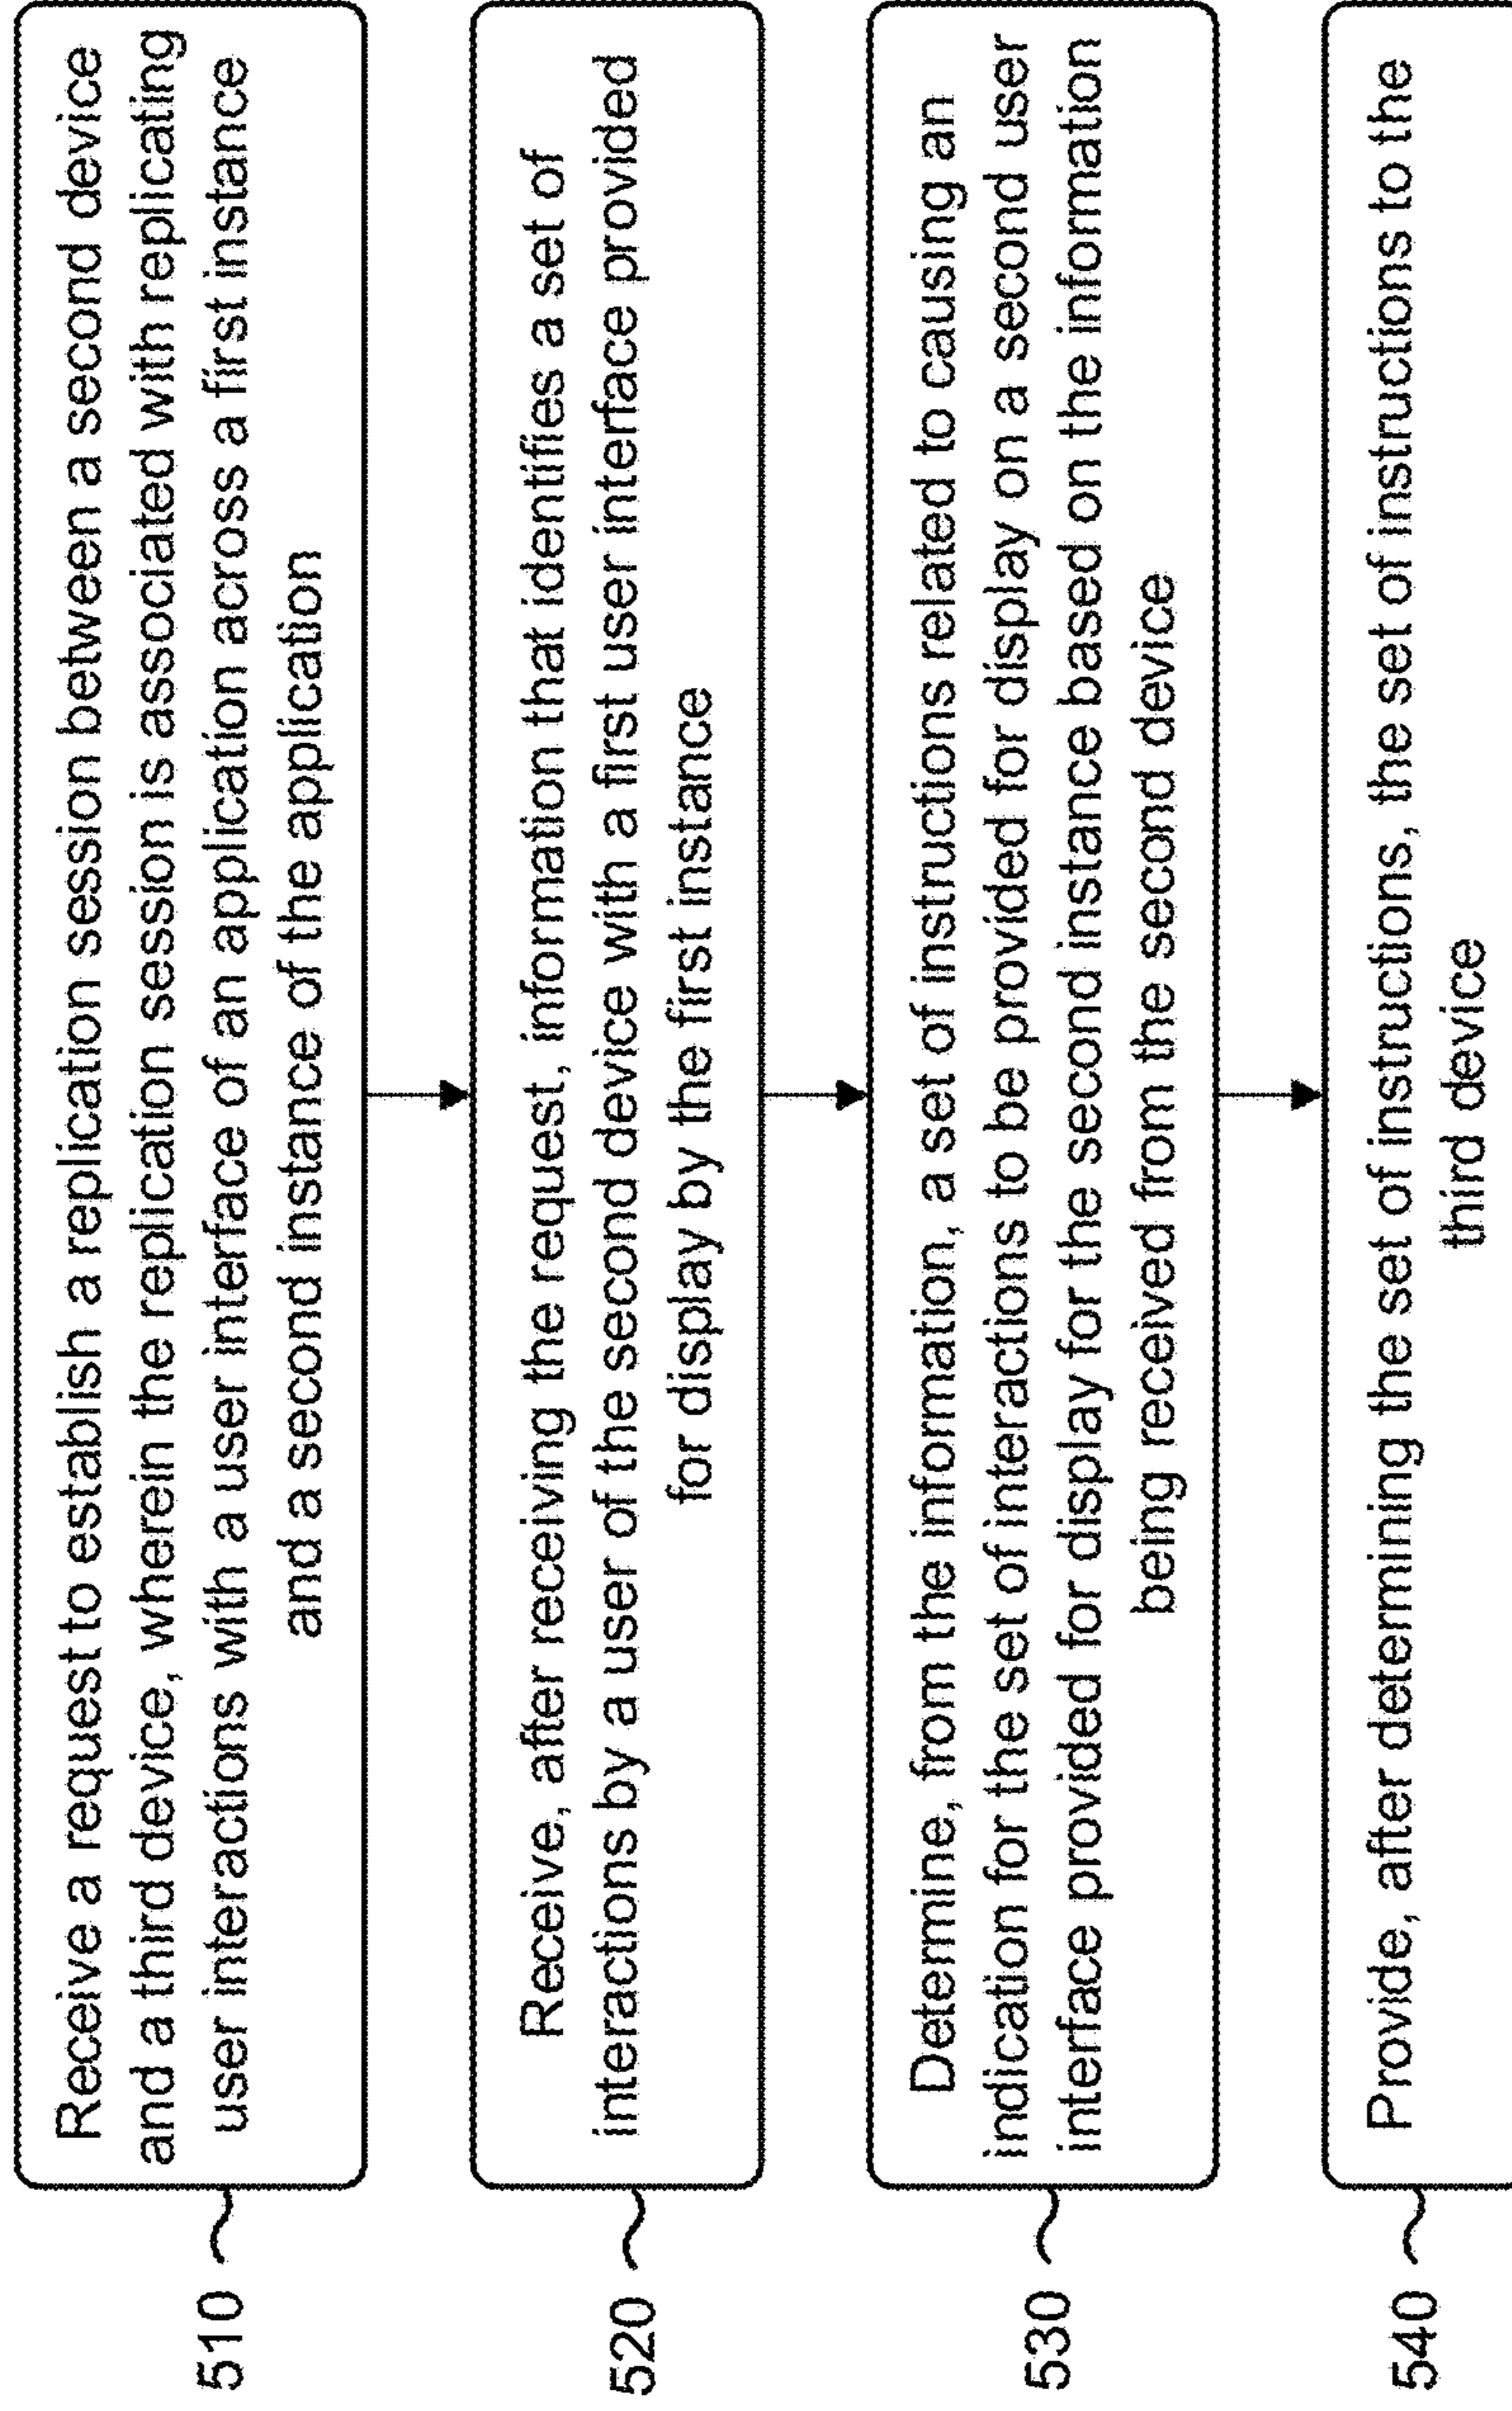 510
Receive a request to establish a replication session between a second device
and a third device, wherein the replication session is associated with replicating
user interactions with a user interface of an application across a first instance
and a second instance of the application
520
Receive, after receiving the request, information that identifies a set of
interactions by a user of the second device with a first user interface provided
for display by the first instance
530
Determine, from the information, a set of instructions related to causing an
indication for the set of interactions to be provided for display on a second user
interface provided for display for the second instance based on the information
being received from the second device
540
Provide, after determining the set of instructions, the set of instructions to the
third device